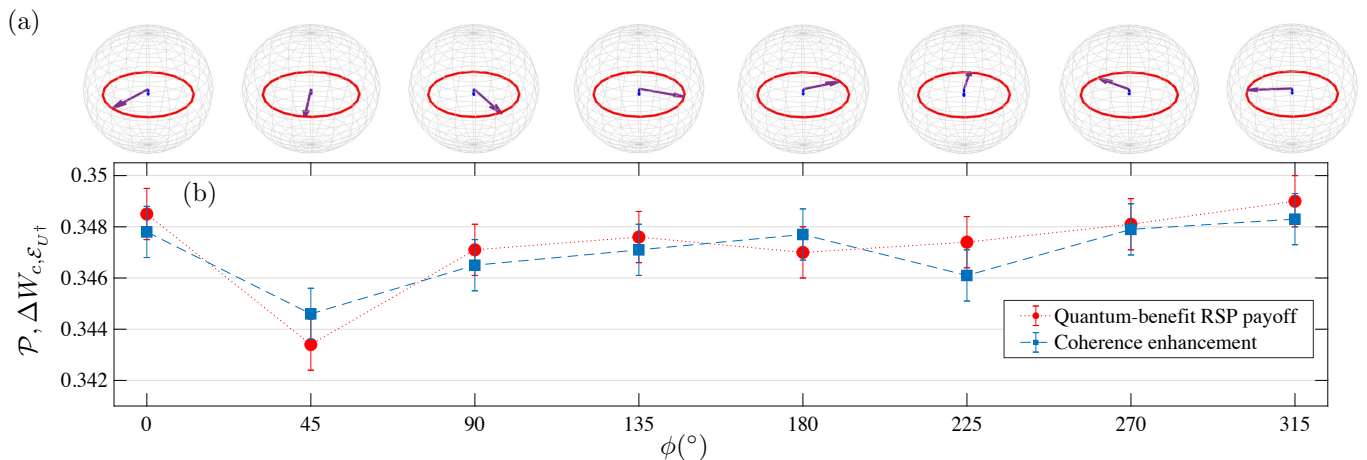 (a)
(b)
0.35
0.348
0.346
0.344
0.342
𝒫, ΔW_{c,ℰ_{U†}}
Quantum-benefit RSP payoff
Coherence enhancement
0 45 90 135 180 225 270 315
ϕ(°)